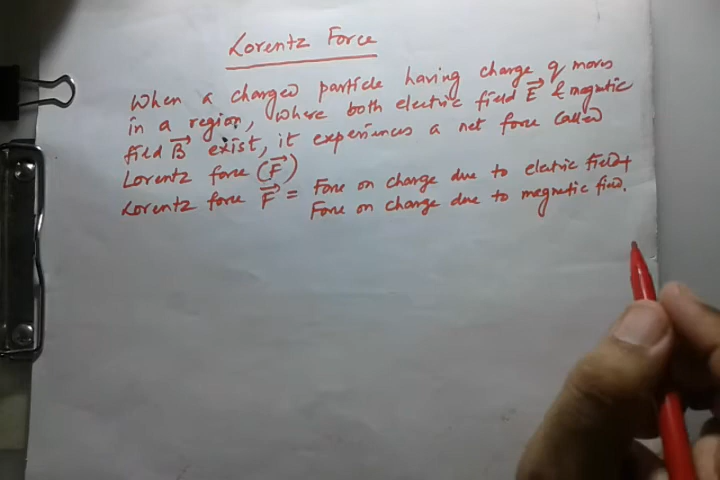 Lorentz Force
When a charged particle having charge q moves
in a region, where both electric field E⃗ & magnetic
field B⃗ exist, it experiences a net force called
Lorentz force (F⃗)
Lorentz force F⃗ = Force on charge due to electric field +
Force on charge due to magnetic field.